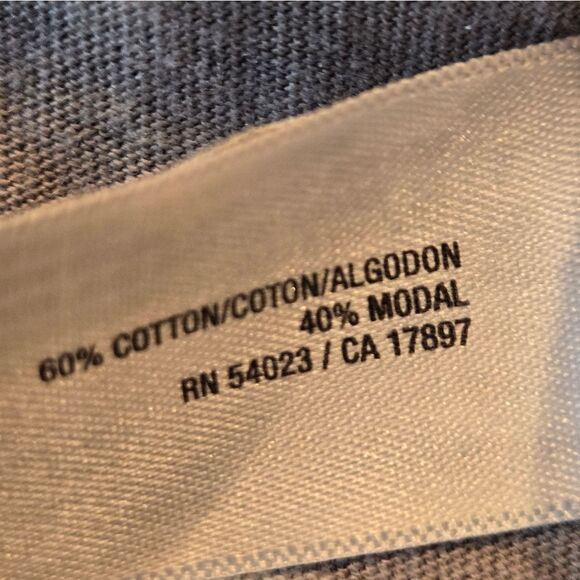 60% COTTON/COTON/ALGODON
40% MODAL
RN 54023 / CA 17897